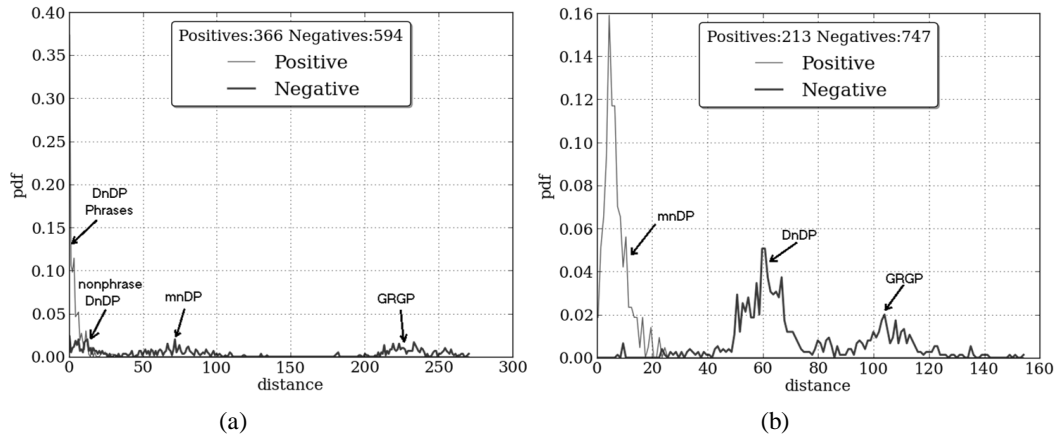 Positives:366 Negatives:594
Positive
Negative
0.40
0.35
0.30
0.25
0.20
0.15
0.10
0.05
0.00
pdf
DnDP
Phrases
nonphrase
DnDP
mnDP
GRGP
0
50
100
150
200
250
300
distance
(a)
Positives:213 Negatives:747
Positive
Negative
0.16
0.14
0.12
0.10
0.08
0.06
0.04
0.02
0.00
pdf
mnDP
DnDP
GRGP
0
20
40
60
80
100
120
140
160
distance
(b)